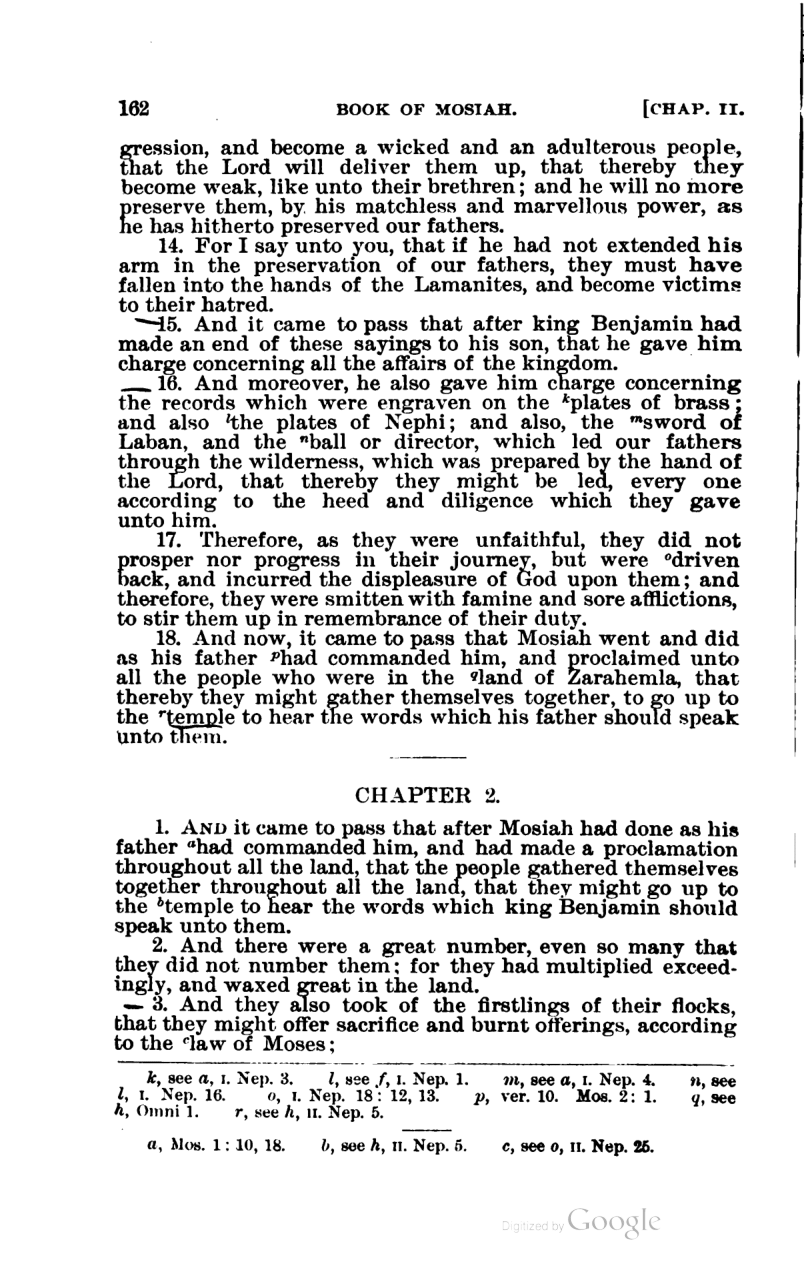 162 BOOK OF MOSIAH. [CHAP. II.
gression, and become a wicked and an adulterous people,
that the Lord will deliver them up, that thereby they
become weak, like unto their brethren; and he will no more
preserve them, by his matchless and marvellous power, as
he has hitherto preserved our fathers.
14. For I say unto you, that if he had not extended his
arm in the preservation of our fathers, they must have
fallen into the hands of the Lamanites, and become victims
to their hatred.
15. And it came to pass that after king Benjamin had
made an end of these sayings to his son, that he gave him
charge concerning all the affairs of the kingdom.
16. And moreover, he also gave him charge concerning
the records which were engraven on the ᵏplates of brass;
and also ˡthe plates of Nephi; and also, the ᵐsword of
Laban, and the ⁿball or director, which led our fathers
through the wilderness, which was prepared by the hand of
the Lord, that thereby they might be led, every one
according to the heed and diligence which they gave
unto him.
17. Therefore, as they were unfaithful, they did not
prosper nor progress in their journey, but were ᵒdriven
back, and incurred the displeasure of God upon them; and
therefore, they were smitten with famine and sore afflictions,
to stir them up in remembrance of their duty.
18. And now, it came to pass that Mosiah went and did
as his father ᵖhad commanded him, and proclaimed unto
all the people who were in the qland of Zarahemla, that
thereby they might gather themselves together, to go up to
the ʳtemple to hear the words which his father should speak
unto them.
CHAPTER 2.
1. AND it came to pass that after Mosiah had done as his
father ᵃhad commanded him, and had made a proclamation
throughout all the land, that the people gathered themselves
together throughout all the land, that they might go up to
the ᵇtemple to hear the words which king Benjamin should
speak unto them.
2. And there were a great number, even so many that
they did not number them; for they had multiplied exceed-
ingly, and waxed great in the land.
3. And they also took of the firstlings of their flocks,
that they might offer sacrifice and burnt offerings, according
to the ᶜlaw of Moses;
k, see a, I. Nep. 3. l, see f, I. Nep. 1. m, see a, I. Nep. 4. n, see
l, I. Nep. 16. o, I. Nep. 18: 12, 13. p, ver. 10. Mos. 2: 1. q, see
h, Omni 1. r, see h, II. Nep. 5.
a, Mos. 1: 10, 18. b, see h, II. Nep. 5. c, see o, II. Nep. 25.
Digitized by Google